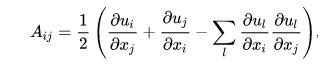 $A_{ij} = \frac{1}{2} \left( \frac{\partial u_i}{\partial x_j} + \frac{\partial u_j}{\partial x_i} - \sum_l \frac{\partial u_l}{\partial x_i} \frac{\partial u_l}{\partial x_j} \right),$